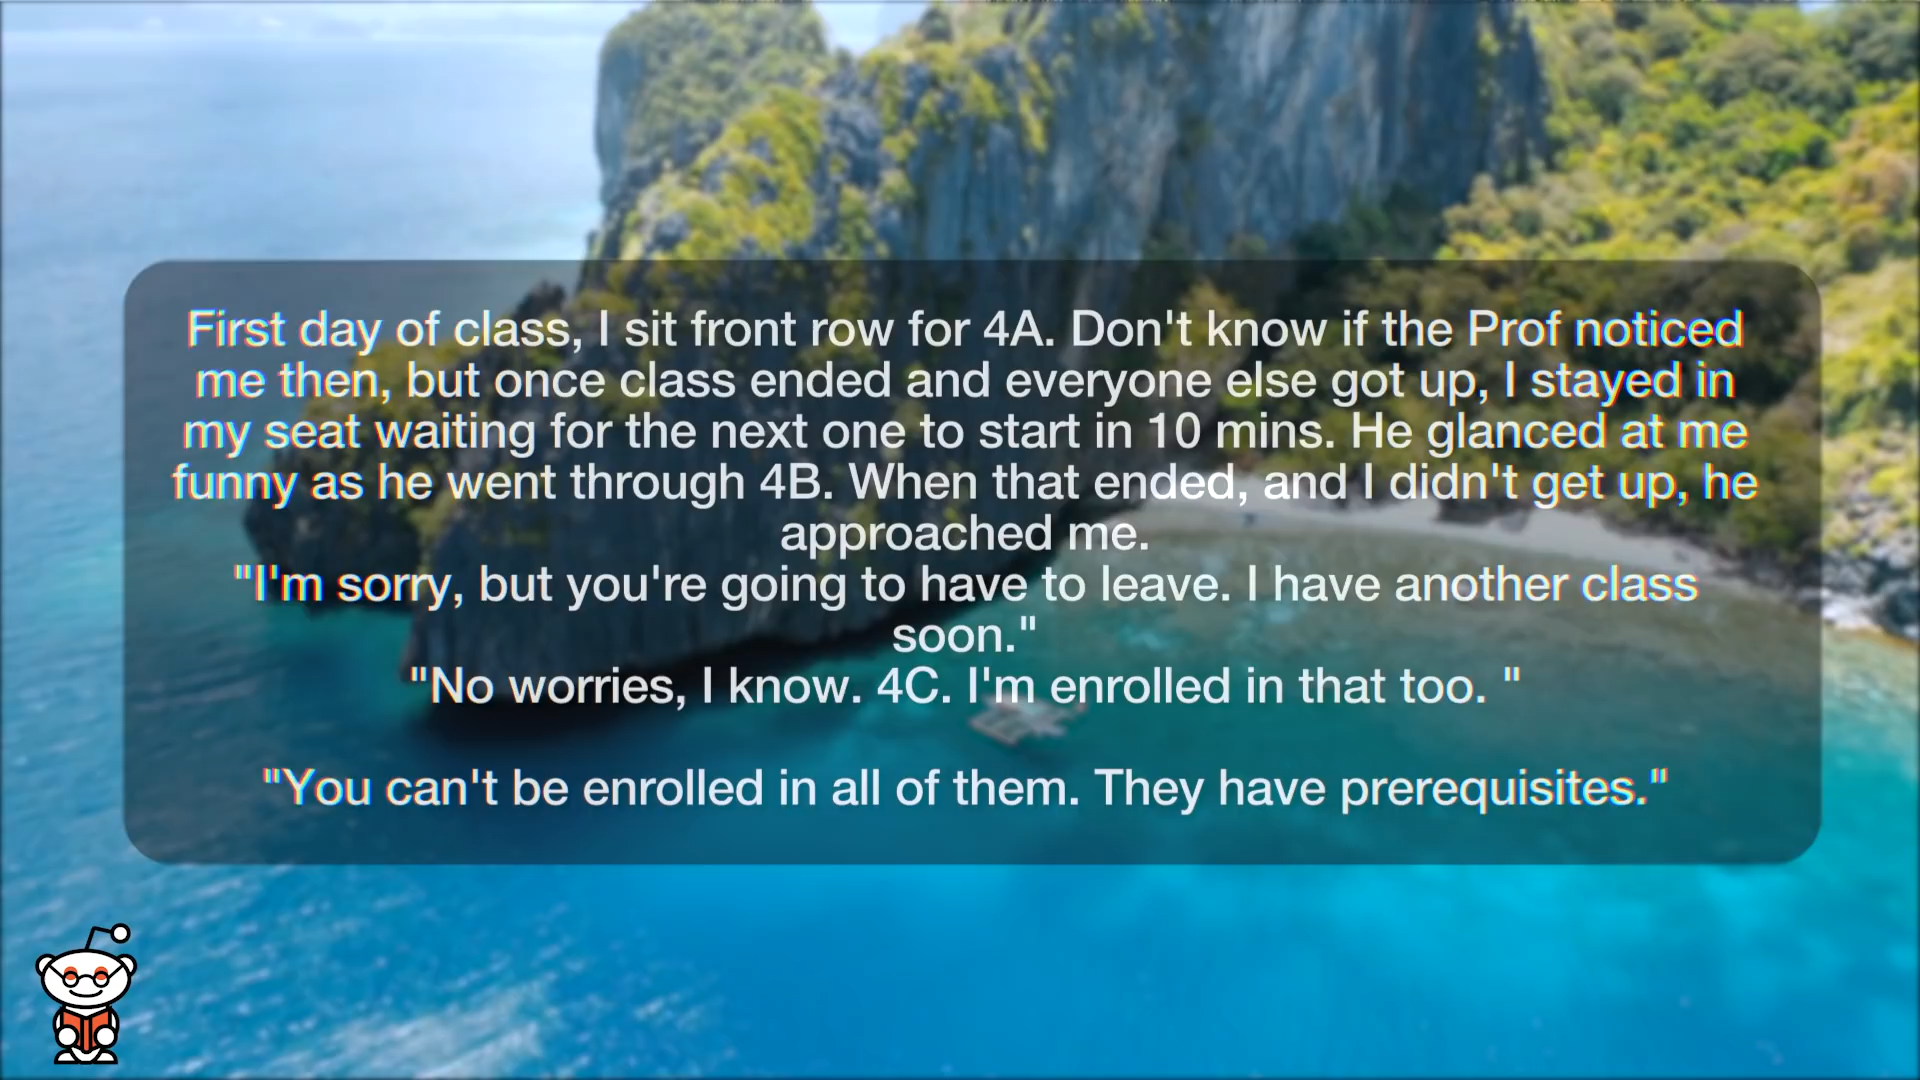 First day of class, I sit front row for 4A. Don't know if the Prof noticed
me then, but once class ended and everyone else got up, I stayed in
my seat waiting for the next one to start in 10 mins. He glanced at me
funny as he went through 4B. When that ended, and I didn't get up, he
approached me.
"I'm sorry, but you're going to have to leave. I have another class
soon."
"No worries, I know. 4C. I'm enrolled in that too. "
"You can't be enrolled in all of them. They have prerequisites."